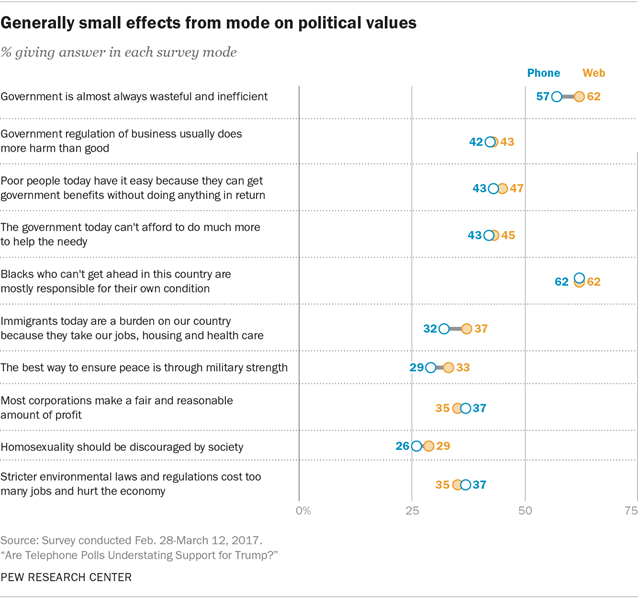 Generally small effects from mode on political values
% giving answer in each survey mode
Phone Web
Government is almost always wasteful and inefficient 57 62
Government regulation of business usually does
more harm than good 42 43
Poor people today have it easy because they can get
government benefits without doing anything in return 43 47
The government today can't afford to do much more
to help the needy 43 45
Blacks who can't get ahead in this country are
mostly responsible for their own condition 62 62
Immigrants today are a burden on our country
because they take our jobs, housing and health care 32 37
The best way to ensure peace is through military strength 29 33
Most corporations make a fair and reasonable
amount of profit 35 37
Homosexuality should be discouraged by society 26 29
Stricter environmental laws and regulations cost too
many jobs and hurt the economy 35 37
0% 25 50 75
Source: Survey conducted Feb. 28-March 12, 2017.
“Are Telephone Polls Understating Support for Trump?”
PEW RESEARCH CENTER